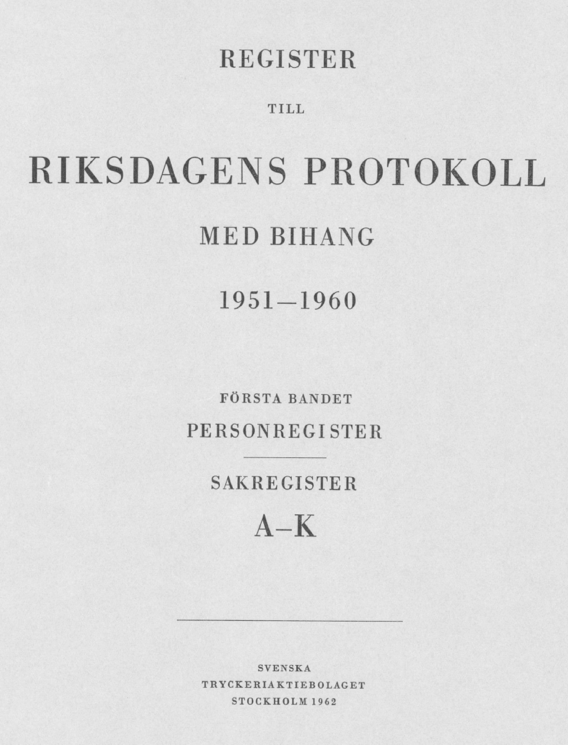 REGISTER
TILL
RIKSDAGENS PROTOKOLL
MED BIHANG
1951—1960
FÖRSTA BANDET
PERSONREGISTER
SAKREGISTER
A–K
SVENSKA
TRYCKERIAKTIEBOLAGET
STOCKHOLM 1962